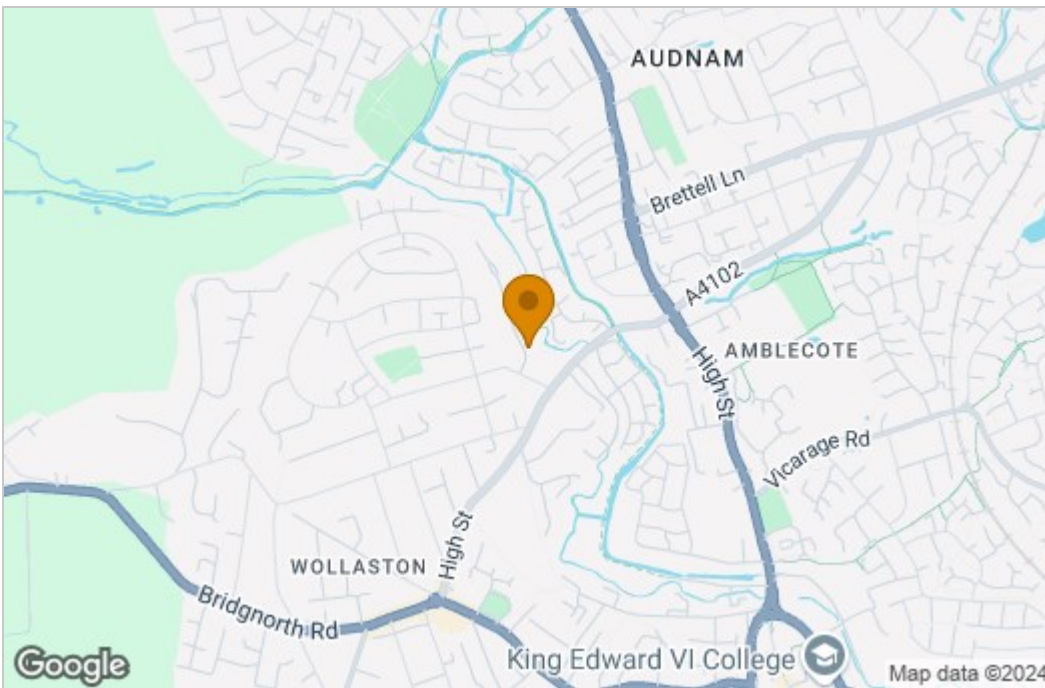 AUDNAM
Brettell Ln
A4102
High St
AMBLECOTE
Vicarage Rd
High St
WOLLASTON
Bridgnorth Rd
King Edward VI College
Google
Map data ©2024